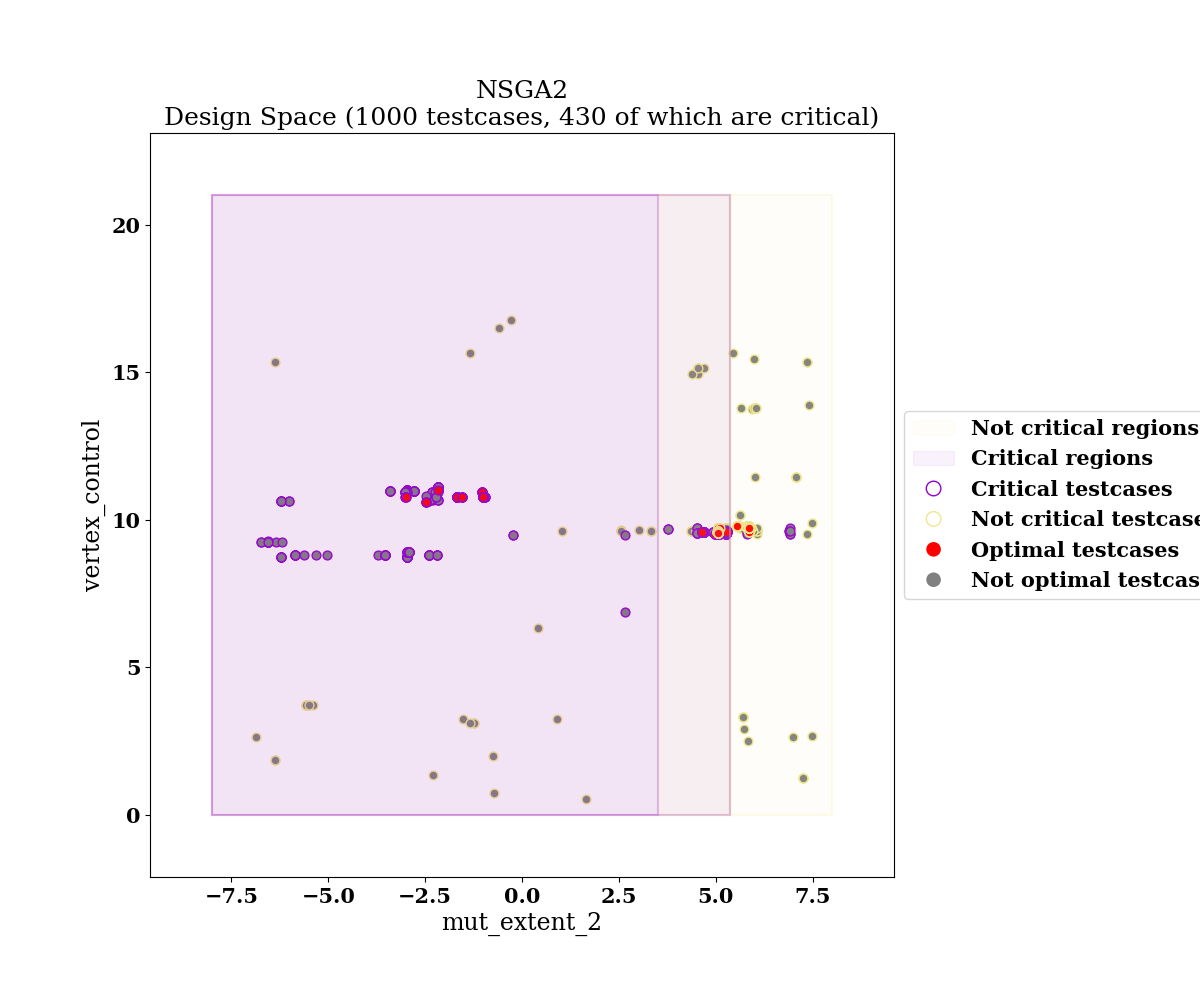 NSGA2
Design Space (1000 testcases, 430 of which are critical)
20
15
10
5
0
vertex_control
−7.5 −5.0 −2.5 0.0 2.5 5.0 7.5
mut_extent_2
Not critical regions
Critical regions
Critical testcases
Not critical testcase
Optimal testcases
Not optimal testcas